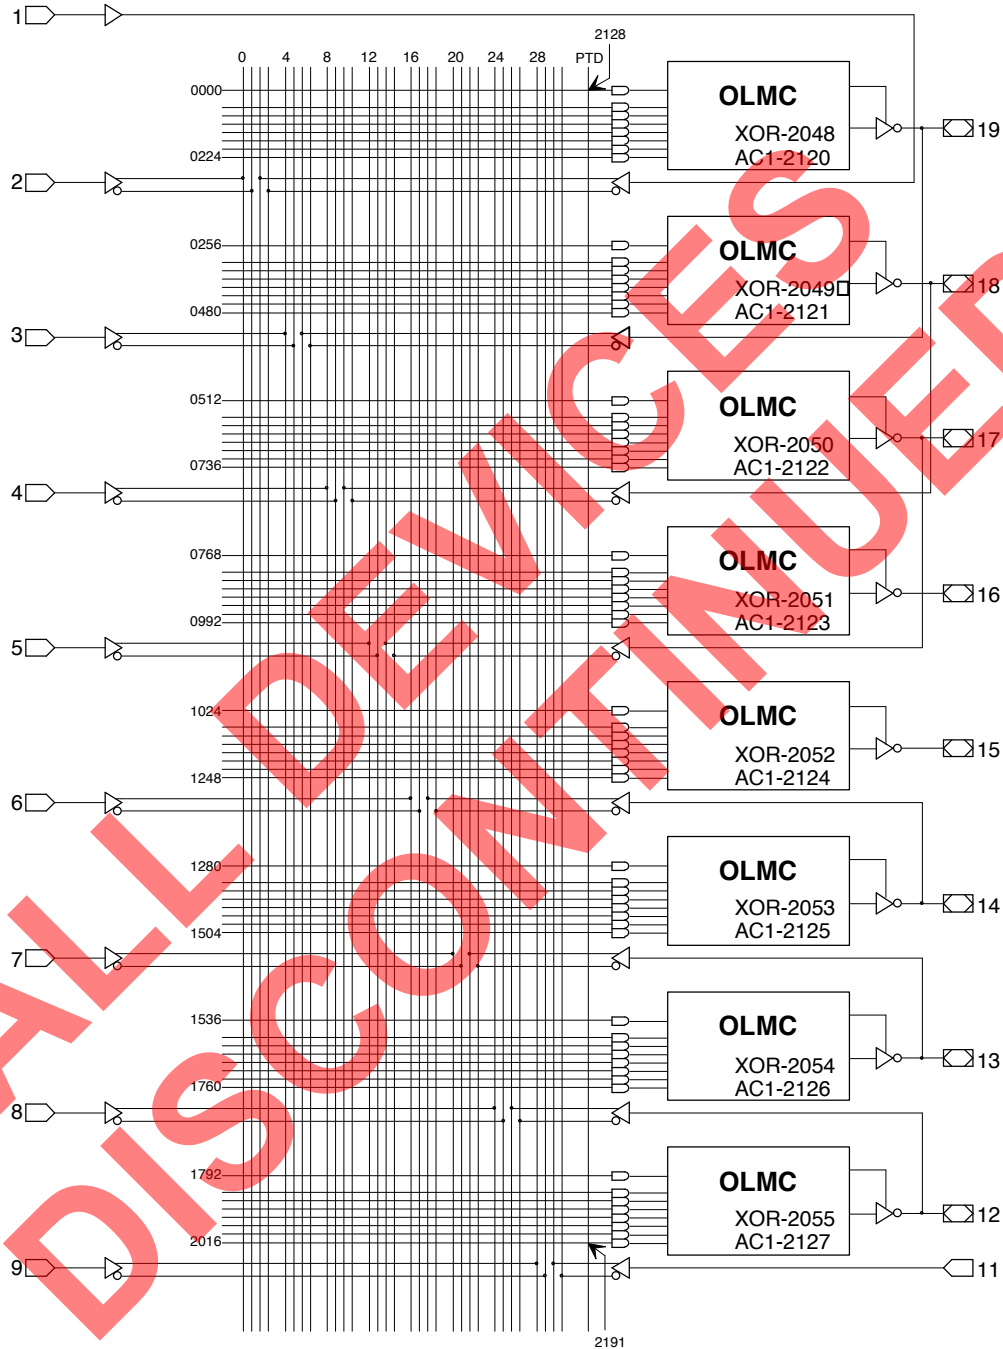 1
2128
0 4 8 12 16 20 24 28 PTD
0000
OLMC
XOR-2048
AC1-2120
19
0224
2
0256
OLMC
XOR-2049
AC1-2121
18
0480
3
0512
OLMC
XOR-2050
AC1-2122
17
0736
4
0768
OLMC
XOR-2051
AC1-2123
16
0992
5
1024
OLMC
XOR-2052
AC1-2124
15
1248
6
1280
OLMC
XOR-2053
AC1-2125
14
1504
7
1536
OLMC
XOR-2054
AC1-2126
13
1760
8
1792
OLMC
XOR-2055
AC1-2127
12
2016
9
11
2191
ALL DEVICES
DISCONTINUED